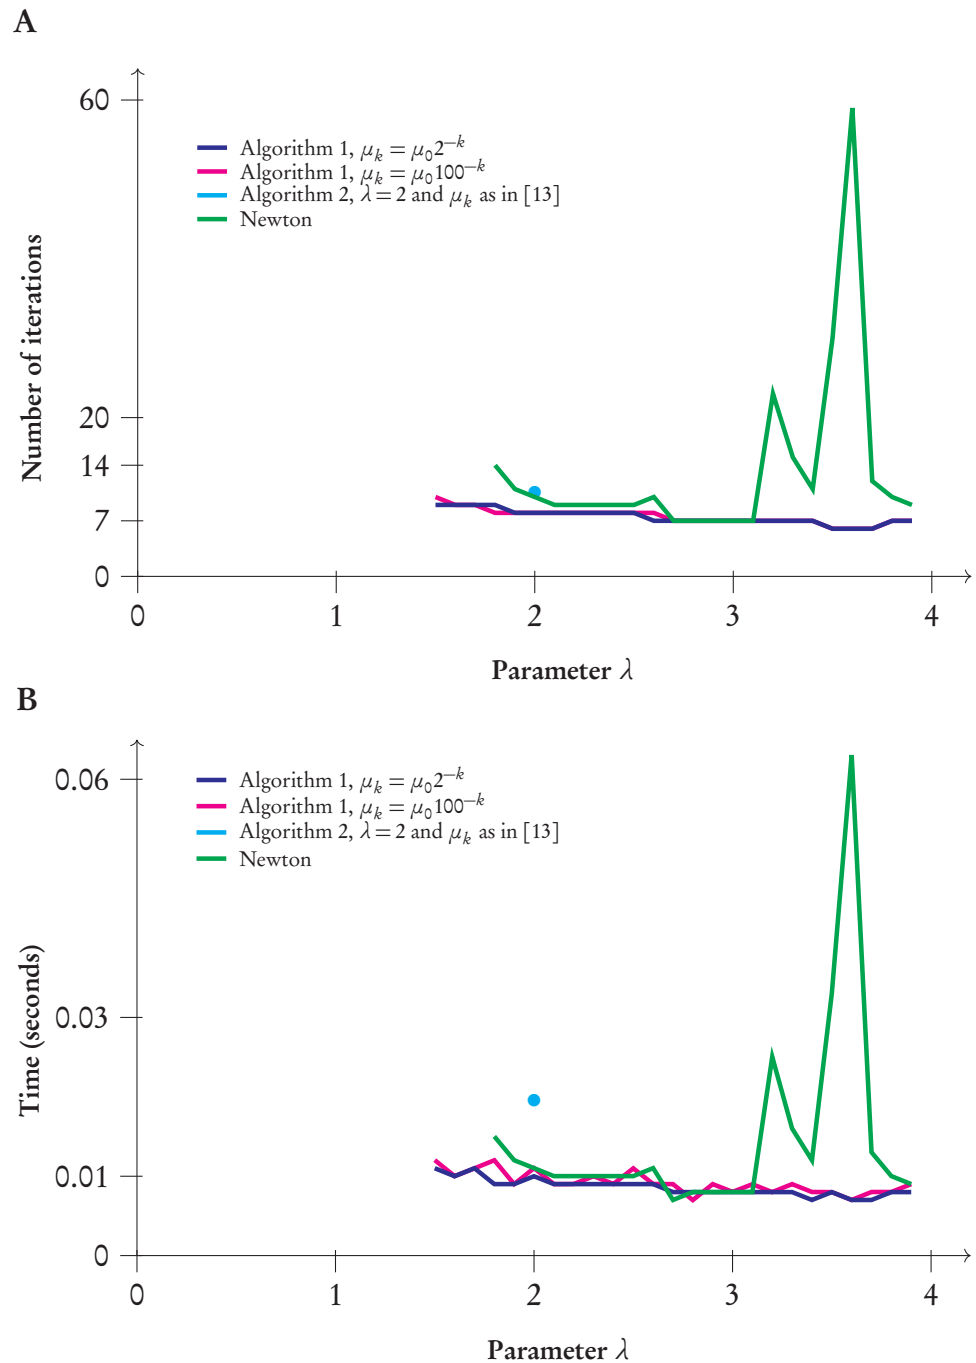 A
60
Algorithm 1, μₖ = μ₀2⁻ᵏ
Algorithm 1, μₖ = μ₀100⁻ᵏ
Algorithm 2, λ = 2 and μₖ as in [13]
Newton
Number of iterations
20
14
7
0
0 1 2 3 4
Parameter λ
B
0.06
Algorithm 1, μₖ = μ₀2⁻ᵏ
Algorithm 1, μₖ = μ₀100⁻ᵏ
Algorithm 2, λ = 2 and μₖ as in [13]
Newton
Time (seconds)
0.03
0.01
0
0 1 2 3 4
Parameter λ